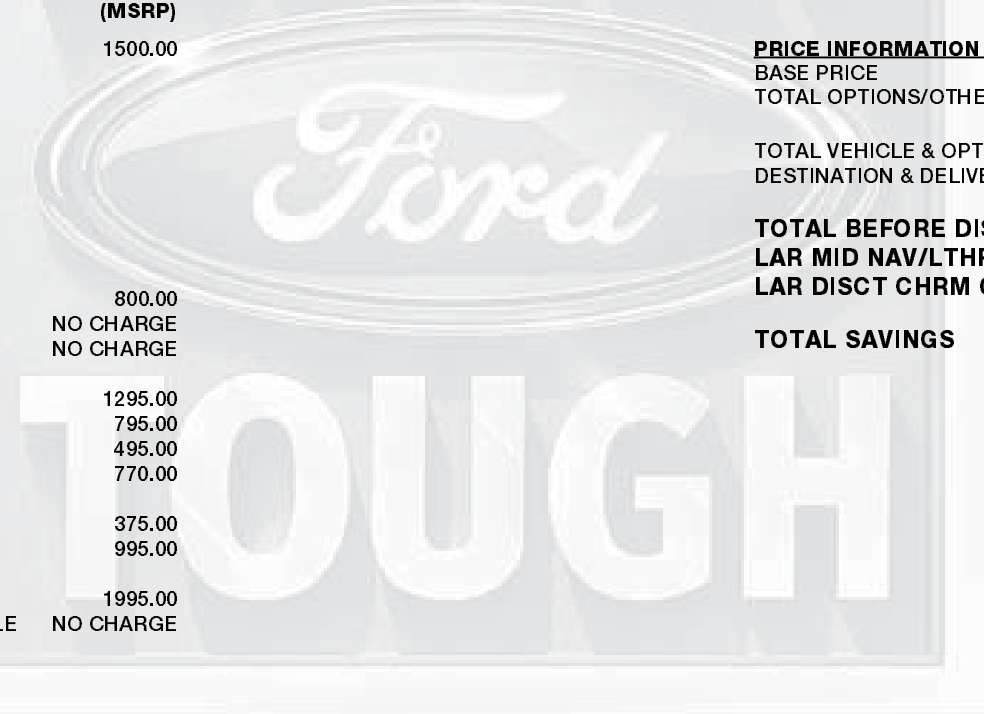 (MSRP)
1500.00
800.00
NO CHARGE
NO CHARGE
1295.00
795.00
495.00
770.00
375.00
995.00
1995.00
LE NO CHARGE
PRICE INFORMATION
BASE PRICE
TOTAL OPTIONS/OTHE
TOTAL VEHICLE & OPT
DESTINATION & DELIVE
TOTAL BEFORE DIS
LAR MID NAV/LTHR
LAR DISCT CHRM
TOTAL SAVINGS
Ford
TOUGH